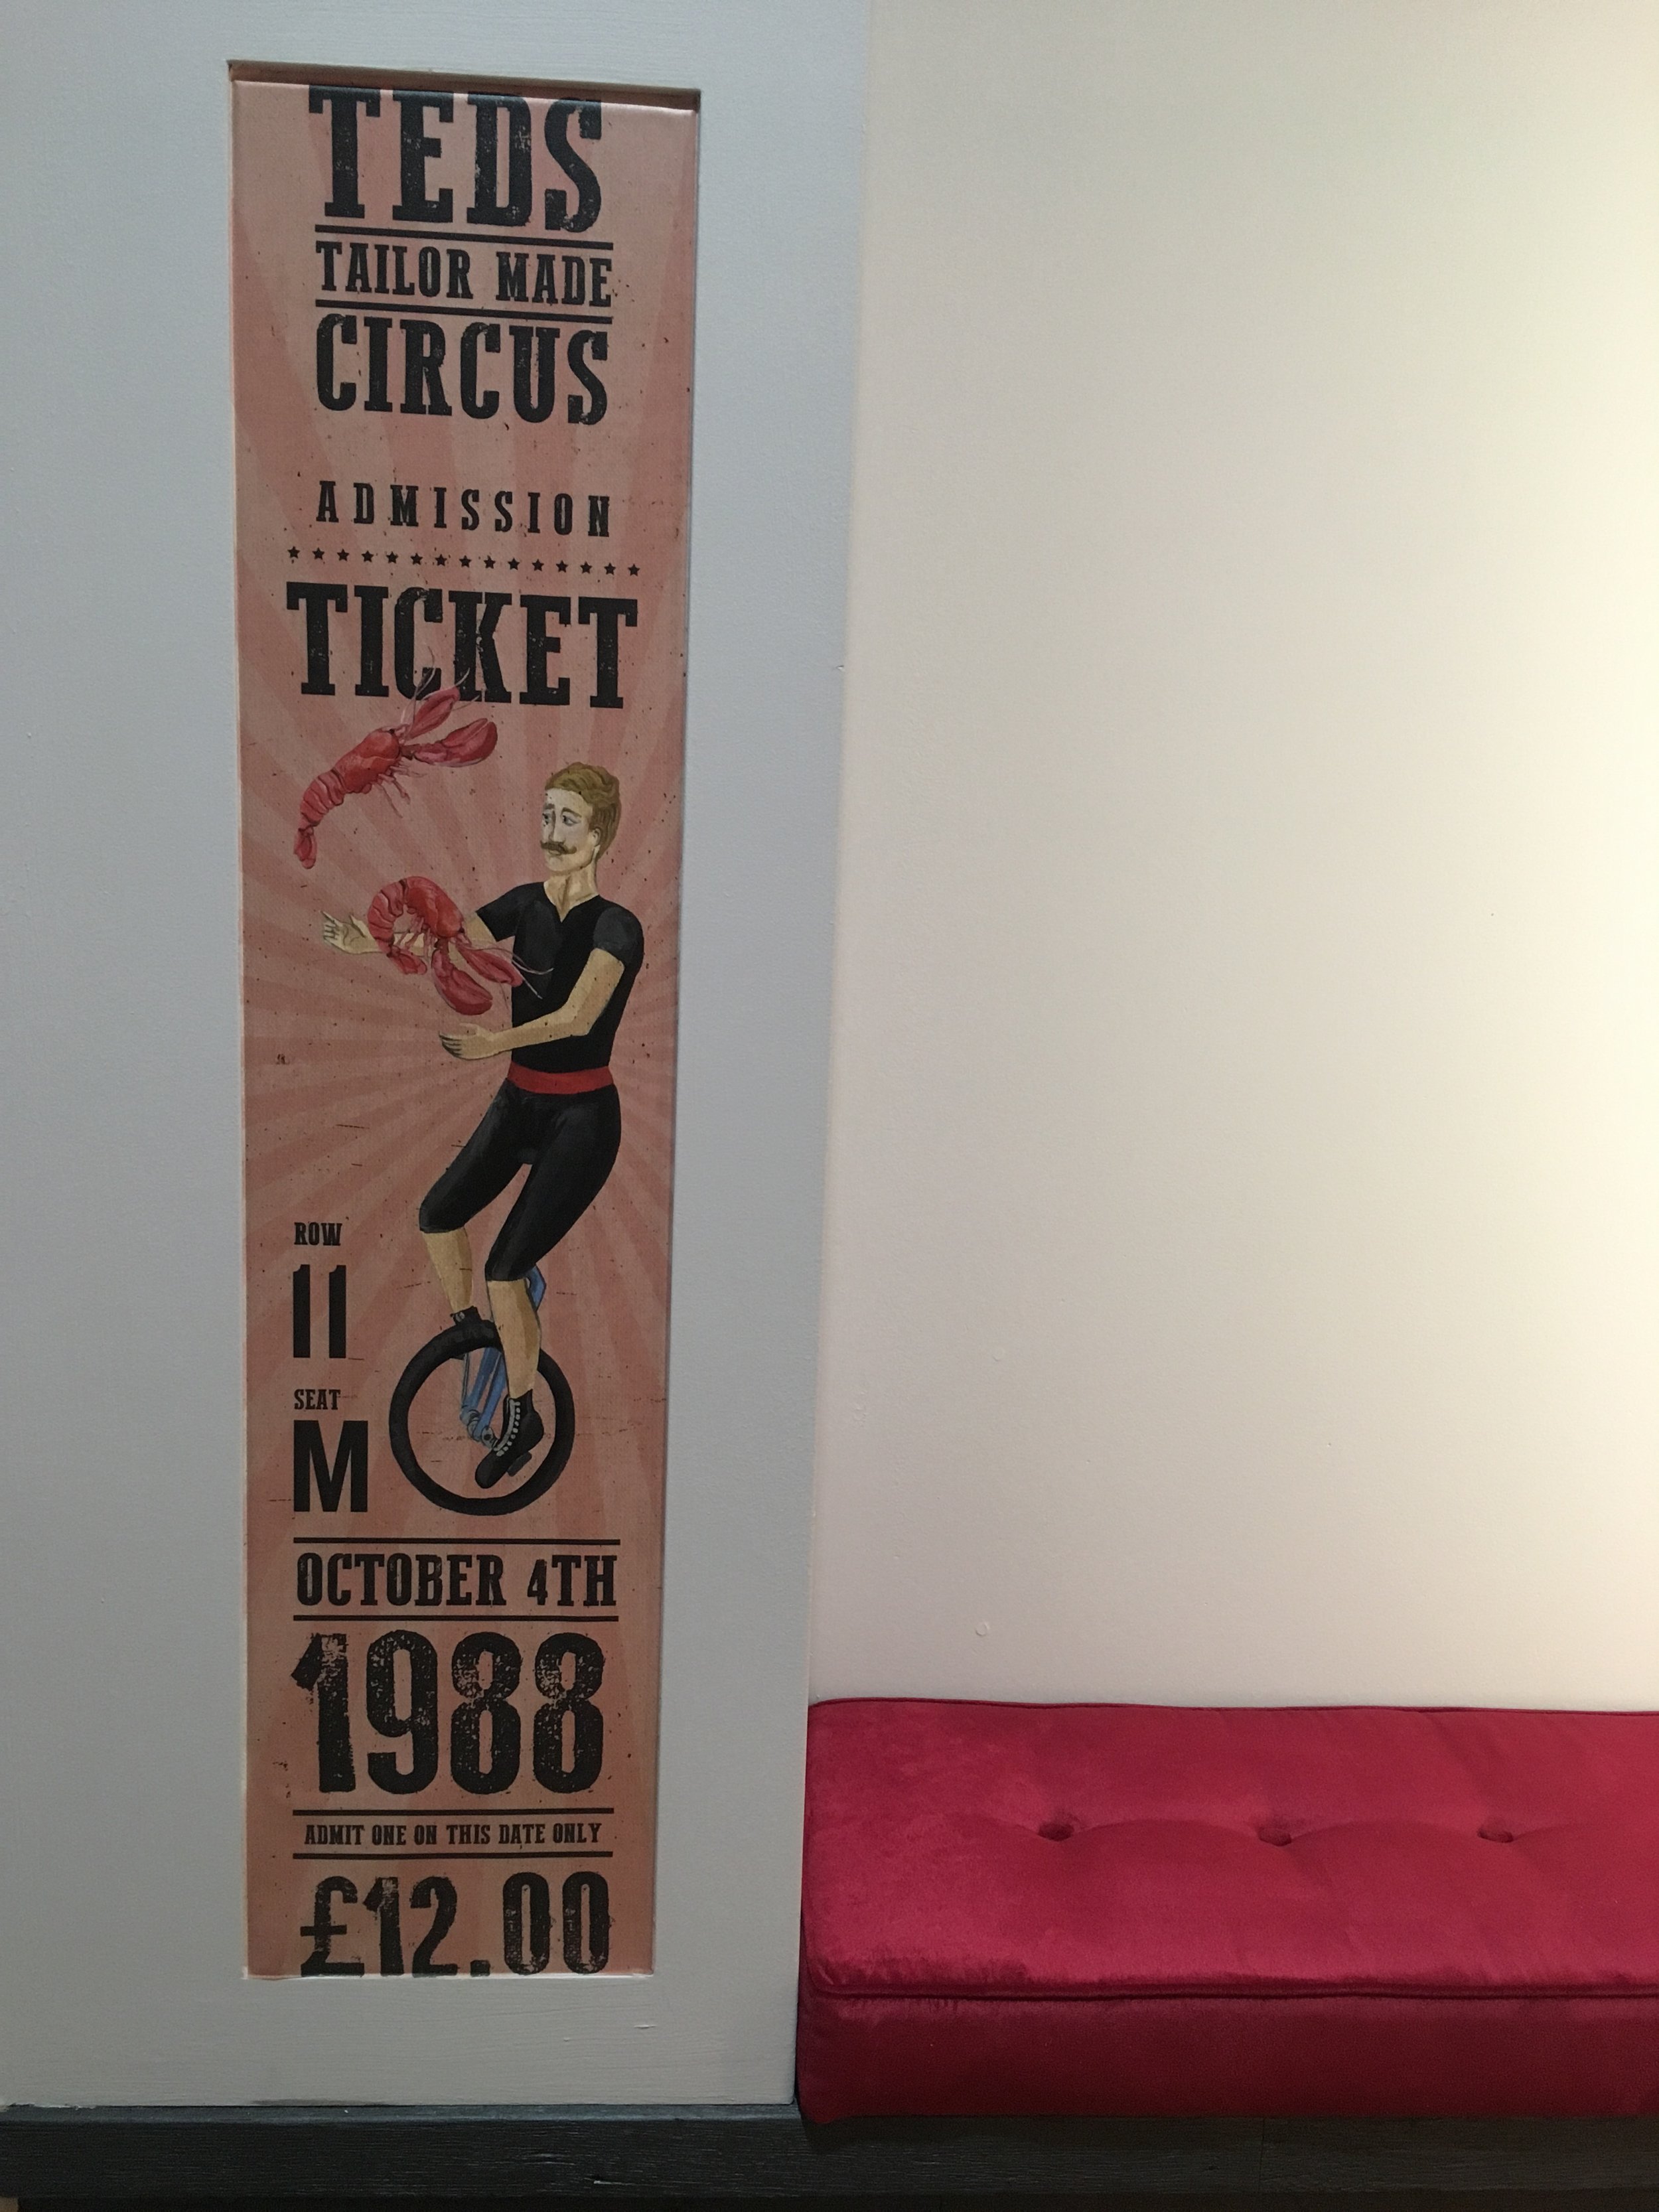 TEDS
TAILOR MADE
CIRCUS
ADMISSION
TICKET
ROW
11
SEAT
M
OCTOBER 4TH
1988
ADMIT ONE ON THIS DATE ONLY
£12.00